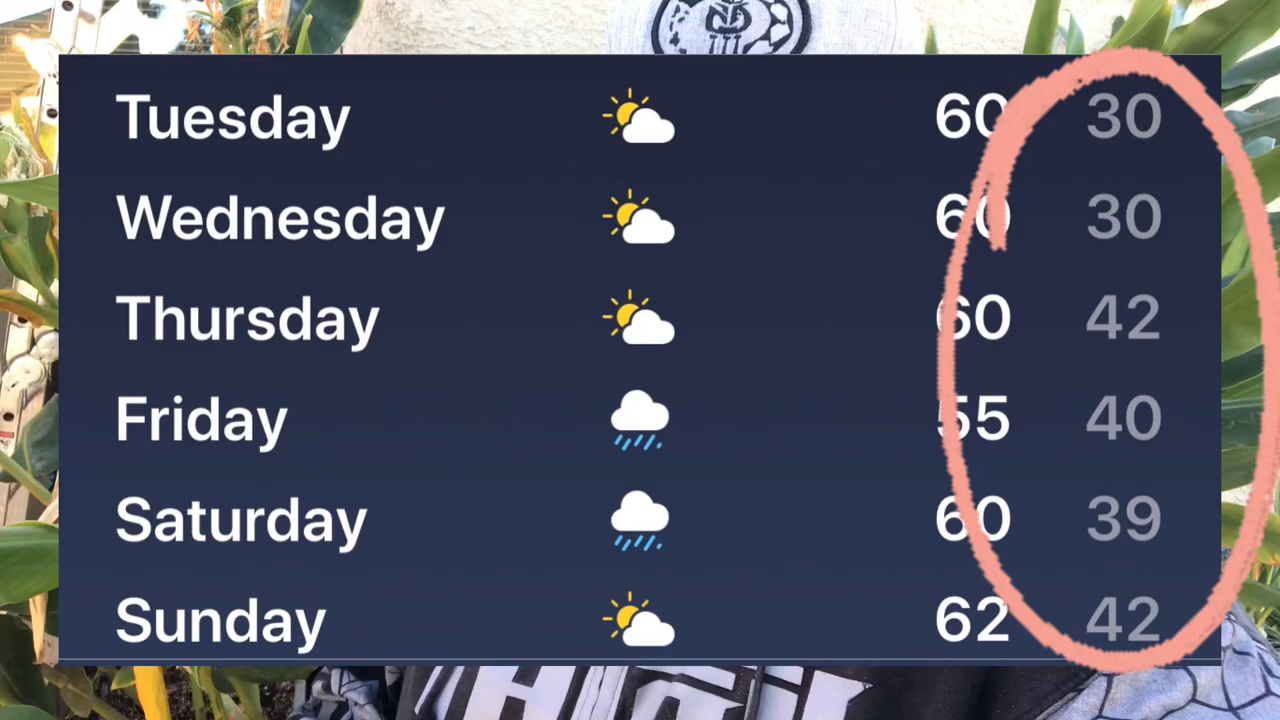 Tuesday 60 30
Wednesday 60 30
Thursday 60 42
Friday 55 40
Saturday 60 39
Sunday 62 42